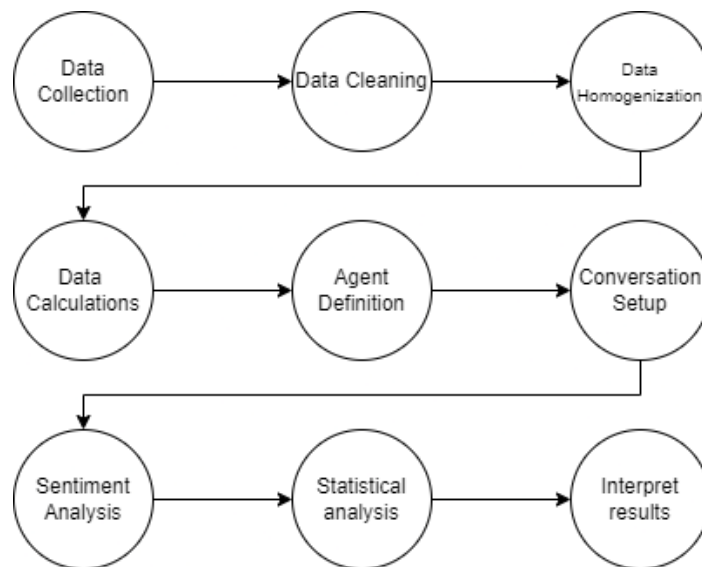 Data
Collection
Data Cleaning
Data
Homogenization
Data
Calculations
Agent
Definition
Conversation
Setup
Sentiment
Analysis
Statistical
analysis
Interpret
results